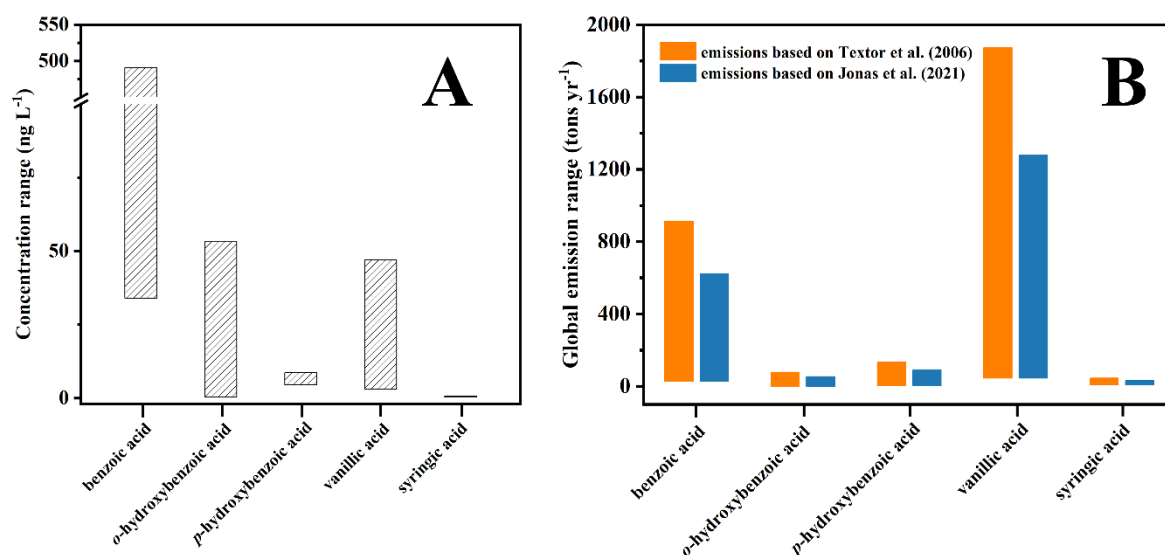 A
Concentration range (ng L⁻¹)
550
500
50
0
benzoic acid
o-hydroxybenzoic acid
p-hydroxybenzoic acid
vanillic acid
syringic acid
B
Global emission range (tons yr⁻¹)
2000
1600
1200
800
400
0
emissions based on Textor et al. (2006)
emissions based on Jonas et al. (2021)
benzoic acid
o-hydroxybenzoic acid
p-hydroxybenzoic acid
vanillic acid
syringic acid